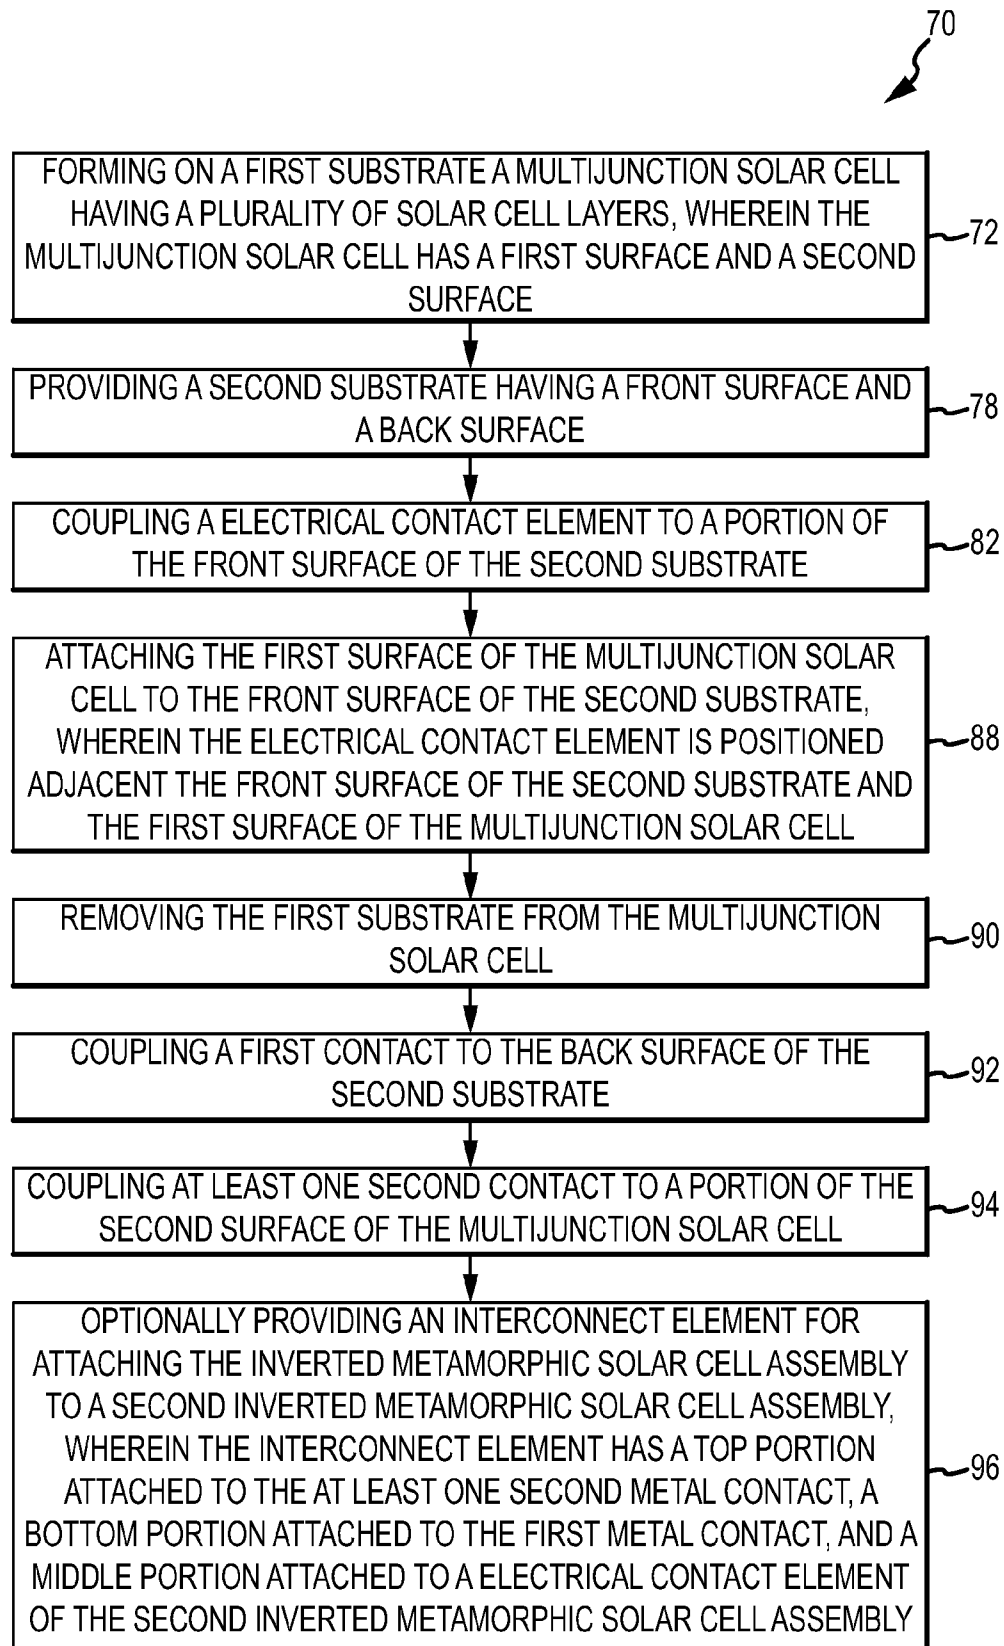 70
FORMING ON A FIRST SUBSTRATE A MULTIJUNCTION SOLAR CELL
HAVING A PLURALITY OF SOLAR CELL LAYERS, WHEREIN THE
MULTIJUNCTION SOLAR CELL HAS A FIRST SURFACE AND A SECOND
SURFACE
72
PROVIDING A SECOND SUBSTRATE HAVING A FRONT SURFACE AND
A BACK SURFACE
78
COUPLING A ELECTRICAL CONTACT ELEMENT TO A PORTION OF
THE FRONT SURFACE OF THE SECOND SUBSTRATE
82
ATTACHING THE FIRST SURFACE OF THE MULTIJUNCTION SOLAR
CELL TO THE FRONT SURFACE OF THE SECOND SUBSTRATE,
WHEREIN THE ELECTRICAL CONTACT ELEMENT IS POSITIONED
ADJACENT THE FRONT SURFACE OF THE SECOND SUBSTRATE AND
THE FIRST SURFACE OF THE MULTIJUNCTION SOLAR CELL
88
REMOVING THE FIRST SUBSTRATE FROM THE MULTIJUNCTION
SOLAR CELL
90
COUPLING A FIRST CONTACT TO THE BACK SURFACE OF THE
SECOND SUBSTRATE
92
COUPLING AT LEAST ONE SECOND CONTACT TO A PORTION OF THE
SECOND SURFACE OF THE MULTIJUNCTION SOLAR CELL
94
OPTIONALLY PROVIDING AN INTERCONNECT ELEMENT FOR
ATTACHING THE INVERTED METAMORPHIC SOLAR CELL ASSEMBLY
TO A SECOND INVERTED METAMORPHIC SOLAR CELL ASSEMBLY,
WHEREIN THE INTERCONNECT ELEMENT HAS A TOP PORTION
ATTACHED TO THE AT LEAST ONE SECOND METAL CONTACT, A
BOTTOM PORTION ATTACHED TO THE FIRST METAL CONTACT, AND A
MIDDLE PORTION ATTACHED TO A ELECTRICAL CONTACT ELEMENT
OF THE SECOND INVERTED METAMORPHIC SOLAR CELL ASSEMBLY
96